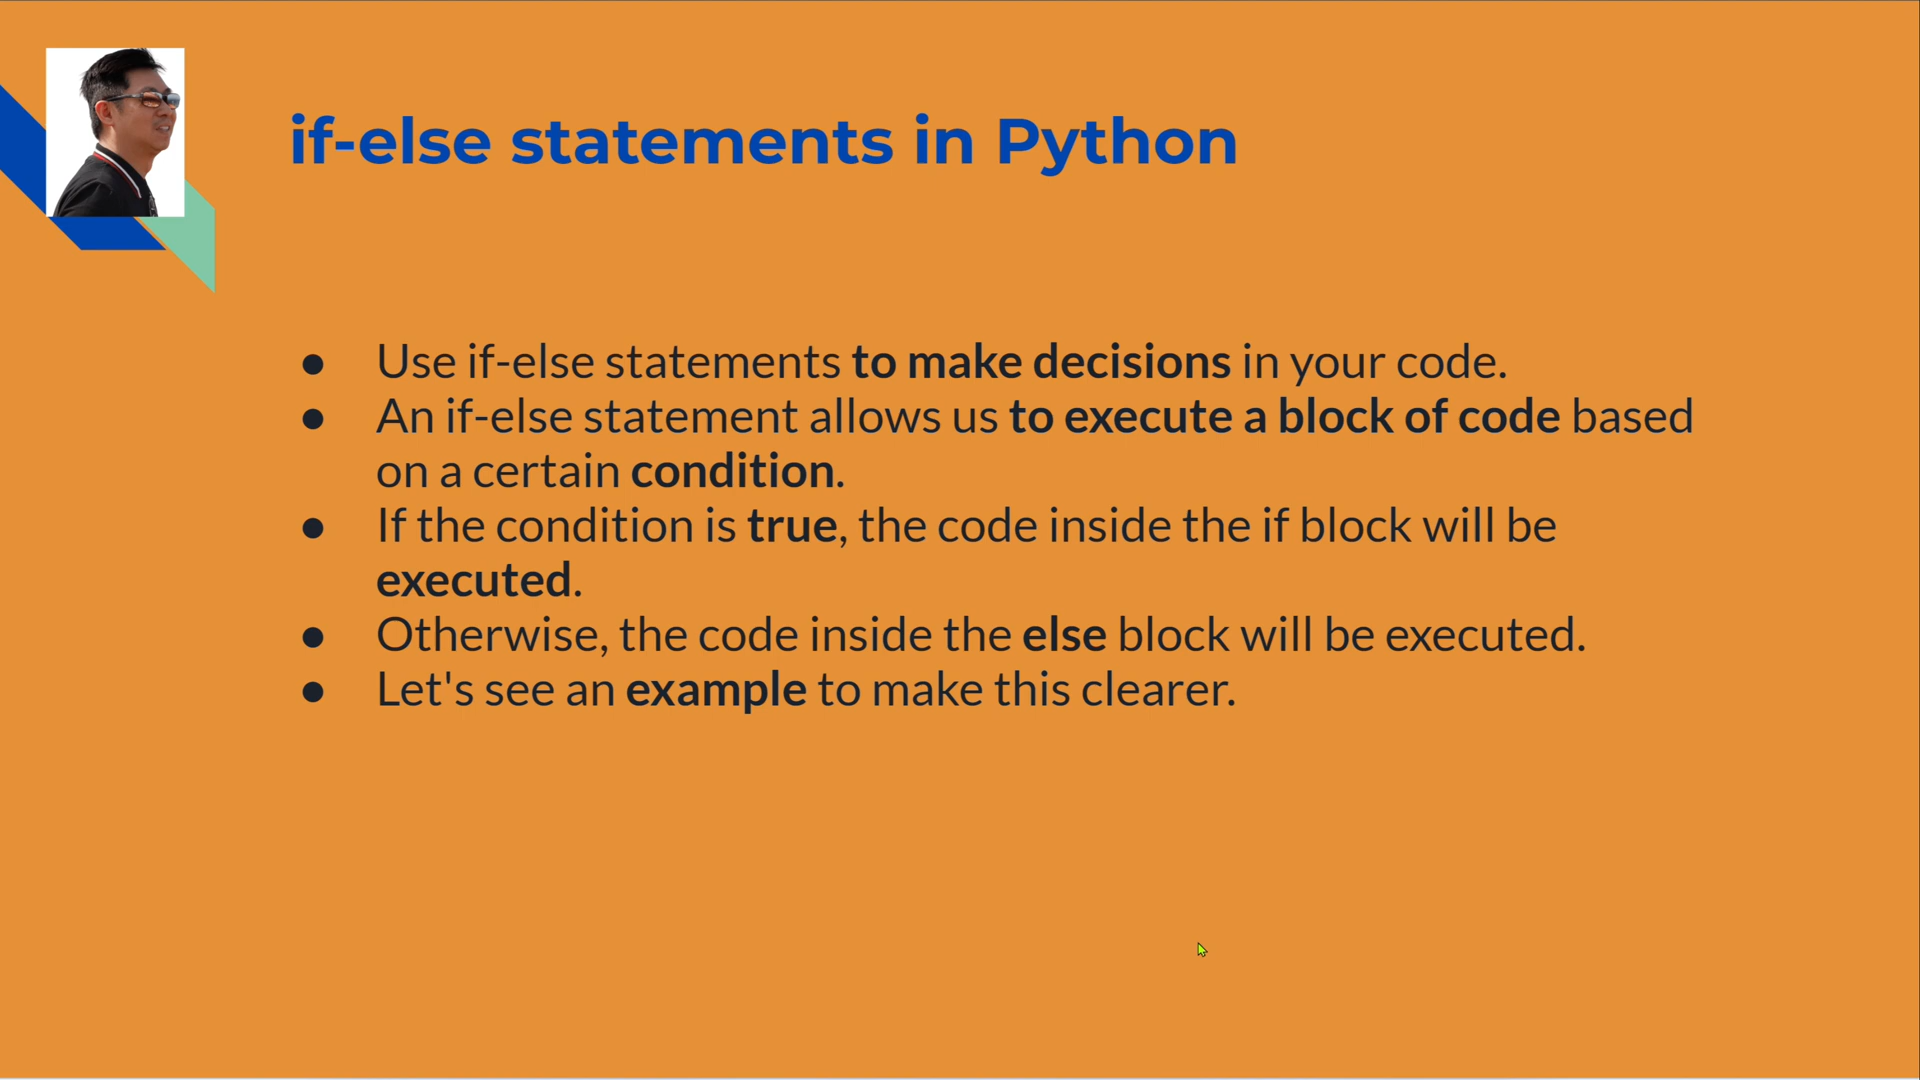 if-else statements in Python
● Use if-else statements to make decisions in your code.
● An if-else statement allows us to execute a block of code based
on a certain condition.
● If the condition is true, the code inside the if block will be
executed.
● Otherwise, the code inside the else block will be executed.
● Let's see an example to make this clearer.